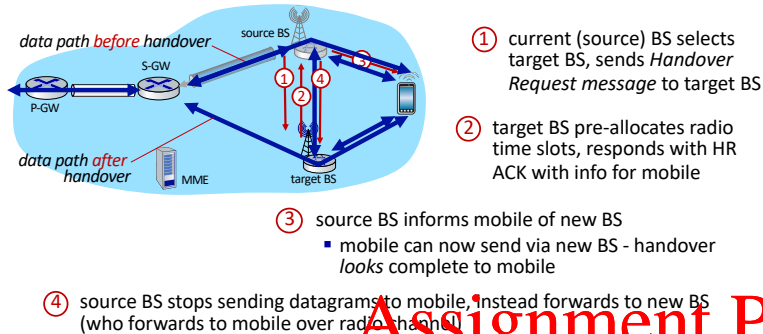 data path before handover
source BS
S-GW
P-GW
1
2
3
4
data path after
handover
MME
target BS
1 current (source) BS selects
target BS, sends Handover
Request message to target BS
2 target BS pre-allocates radio
time slots, responds with HR
ACK with info for mobile
3 source BS informs mobile of new BS
▪ mobile can now send via new BS - handover
looks complete to mobile
4 source BS stops sending datagrams to mobile, instead forwards to new BS
(who forwards to mobile over radio
Assignment P